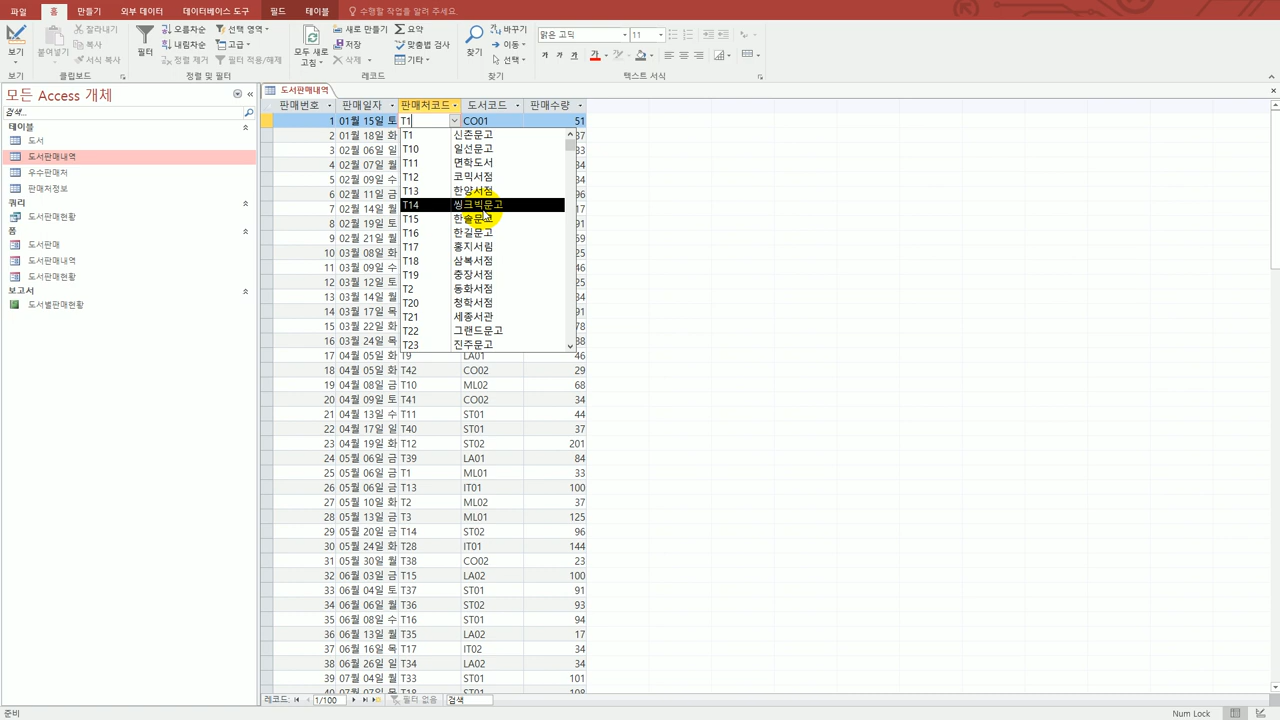 파일 홈 만들기 외부 데이터 데이터베이스 도구 필드 테이블 수행할 작업을 알려 주세요.
보기
붙여넣기
잘라내기
복사
서식 복사
필터
오름차순
내림차순
정렬 제거
선택 영역
고급
필터 적용/해제
모두 새로 고침
새로 만들기
저장
삭제
요약
맞춤법 검사
기타
찾기
바꾸기
이동
선택
맑은 고딕 11
가 가 가 가
보기 클립보드 정렬 및 필터 레코드 찾기 텍스트 서식
모든 Access 개체
검색...
테이블
도서
도서판매내역
우수판매처
판매처정보
쿼리
도서판매현황
폼
도서판매
도서판매내역
도서판매현황
보고서
도서별판매현황
도서판매내역
판매번호 판매일자 판매처코드 도서코드 판매수량
1 01월 15일 토 T1 CO01 51
T1 신촌문고
T10 일선문고
T11 면학도서
T12 코믹서점
T13 한양서점
T14 씽크빅문고
T15 한솔문고
T16 한길문고
T17 홍지서림
T18 삼복서점
T19 중장서점
T2 동화서점
T20 청학서점
T21 세종서관
T22 그랜드문고
T23 진주문고
2 01월 18일 화 37
3 02월 06일 일 33
4 02월 07일 월 34
5 02월 09일 수 84
6 02월 11일 금 96
7 02월 14일 월 17
8 02월 19일 토 91
9 02월 21일 월 59
10 03월 08일 화 25
11 03월 09일 수 63
12 03월 12일 토 25
13 03월 14일 월 34
14 03월 17일 목 91
15 03월 22일 화 78
16 03월 24일 목 38
17 04월 05일 화 T9 LA01 46
18 04월 05일 화 T42 CO02 29
19 04월 08일 금 T10 ML02 68
20 04월 09일 토 T41 CO02 34
21 04월 13일 수 T11 ST01 44
22 04월 17일 일 T40 ST01 37
23 04월 19일 화 T12 ST02 201
24 05월 06일 금 T39 LA01 84
25 05월 06일 금 T1 ML01 33
26 05월 06일 금 T13 IT01 100
27 05월 10일 화 T2 ML02 37
28 05월 13일 금 T3 ML01 125
29 05월 20일 금 T14 ST02 96
30 05월 24일 화 T28 IT01 144
31 05월 30일 월 T38 CO02 23
32 06월 03일 금 T15 LA02 100
33 06월 04일 토 T37 ST01 91
34 06월 06일 월 T36 ST02 93
35 06월 08일 수 T16 ST01 94
36 06월 13일 월 T35 LA02 17
37 06월 16일 목 T17 IT02 34
38 06월 26일 일 T34 LA02 34
39 07월 07일 목 T33 ST01 101
40 07월 07일 목 T18 ST01 108
레코드: 1/100 필터 없음 검색
준비 Num Lock